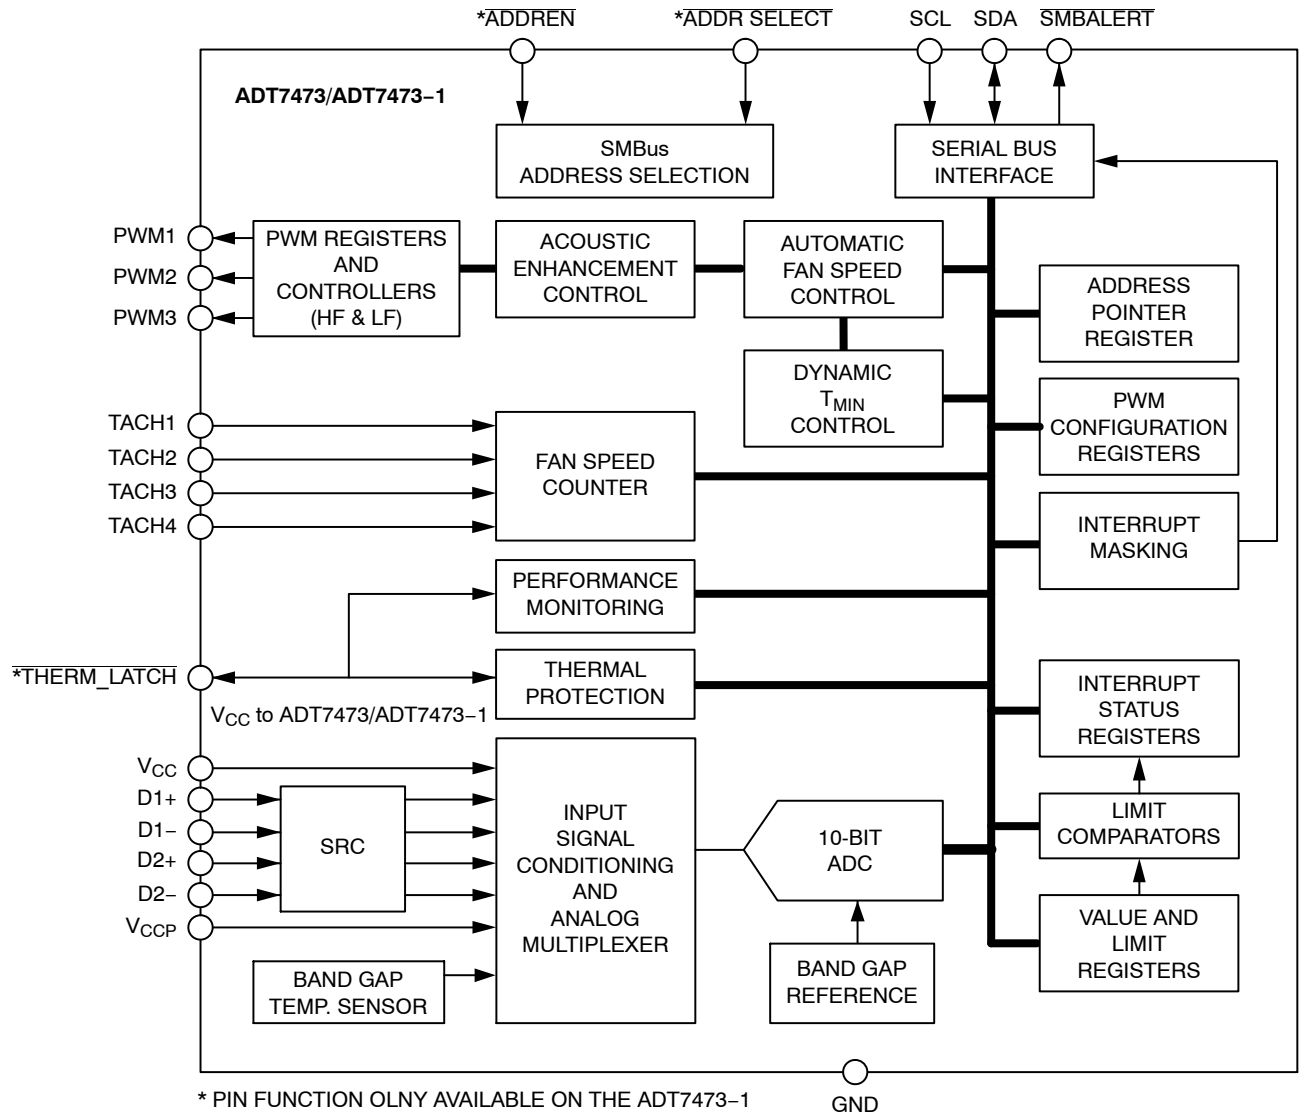 *ADDREN
*ADDR SELECT
SCL
SDA
SMBALERT
ADT7473/ADT7473−1
SMBus
ADDRESS SELECTION
SERIAL BUS
INTERFACE
PWM1
PWM2
PWM3
PWM REGISTERS
AND
CONTROLLERS
(HF & LF)
ACOUSTIC
ENHANCEMENT
CONTROL
AUTOMATIC
FAN SPEED
CONTROL
ADDRESS
POINTER
REGISTER
DYNAMIC
TMIN
CONTROL
PWM
CONFIGURATION
REGISTERS
TACH1
TACH2
TACH3
TACH4
FAN SPEED
COUNTER
INTERRUPT
MASKING
PERFORMANCE
MONITORING
*THERM_LATCH
THERMAL
PROTECTION
INTERRUPT
STATUS
REGISTERS
VCC to ADT7473/ADT7473−1
VCC
D1+
D1−
D2+
D2−
VCCP
SRC
INPUT
SIGNAL
CONDITIONING
AND
ANALOG
MULTIPLEXER
10-BIT
ADC
LIMIT
COMPARATORS
BAND GAP
TEMP. SENSOR
BAND GAP
REFERENCE
VALUE AND
LIMIT
REGISTERS
* PIN FUNCTION OLNY AVAILABLE ON THE ADT7473−1
GND